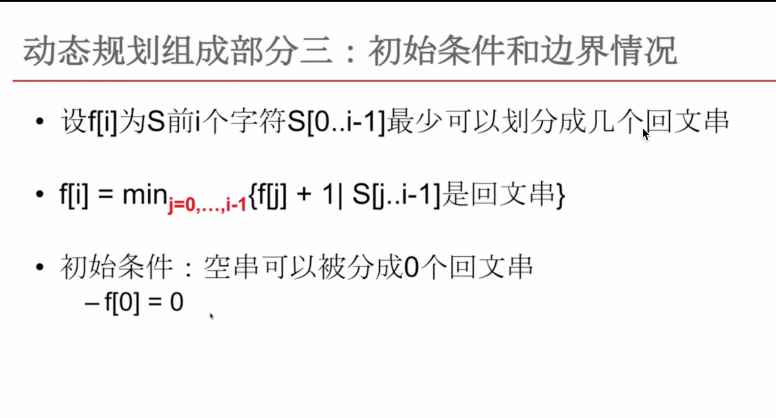 动态规划组成部分三：初始条件和边界情况
• 设f[i]为S前i个字符S[0..i-1]最少可以划分成几个回文串
• f[i] = minj=0,…,i-1{f[j] + 1| S[j..i-1]是回文串}
• 初始条件：空串可以被分成0个回文串
– f[0] = 0